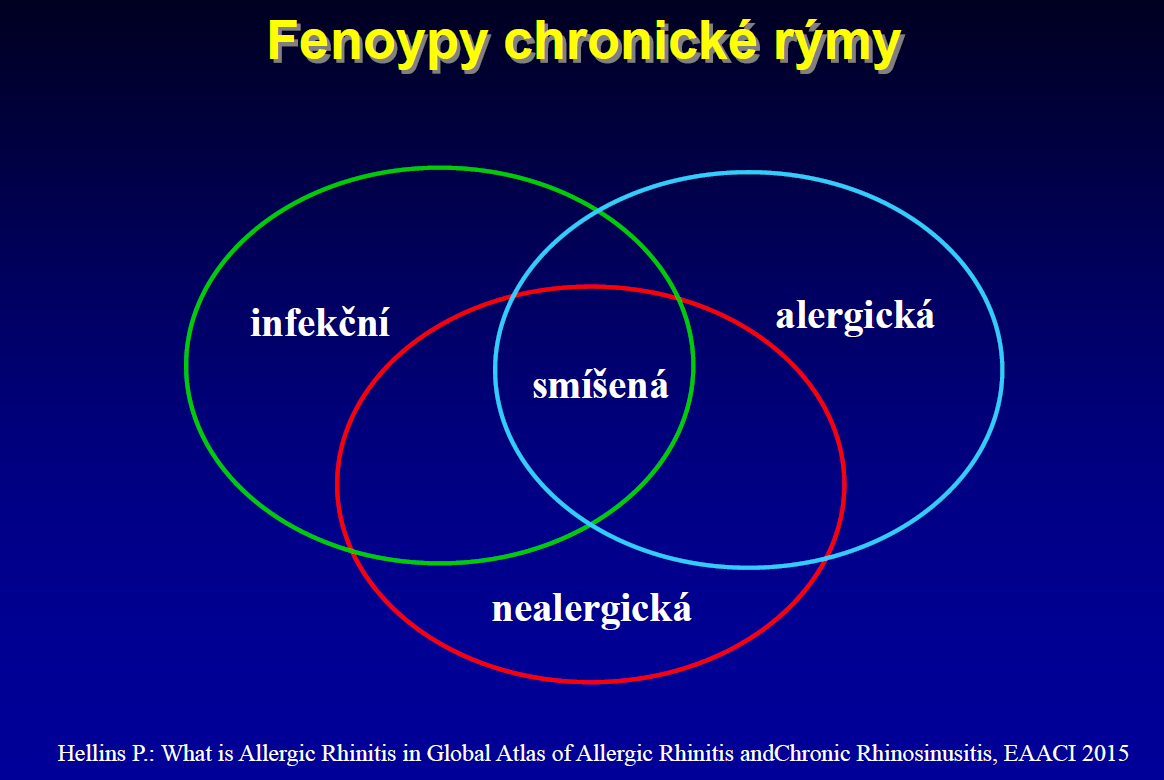 Fenoypy chronické rýmy
infekční
alergická
smíšená
nealergická
Hellins P.: What is Allergic Rhinitis in Global Atlas of Allergic Rhinitis andChronic Rhinosinusitis, EAACI 2015